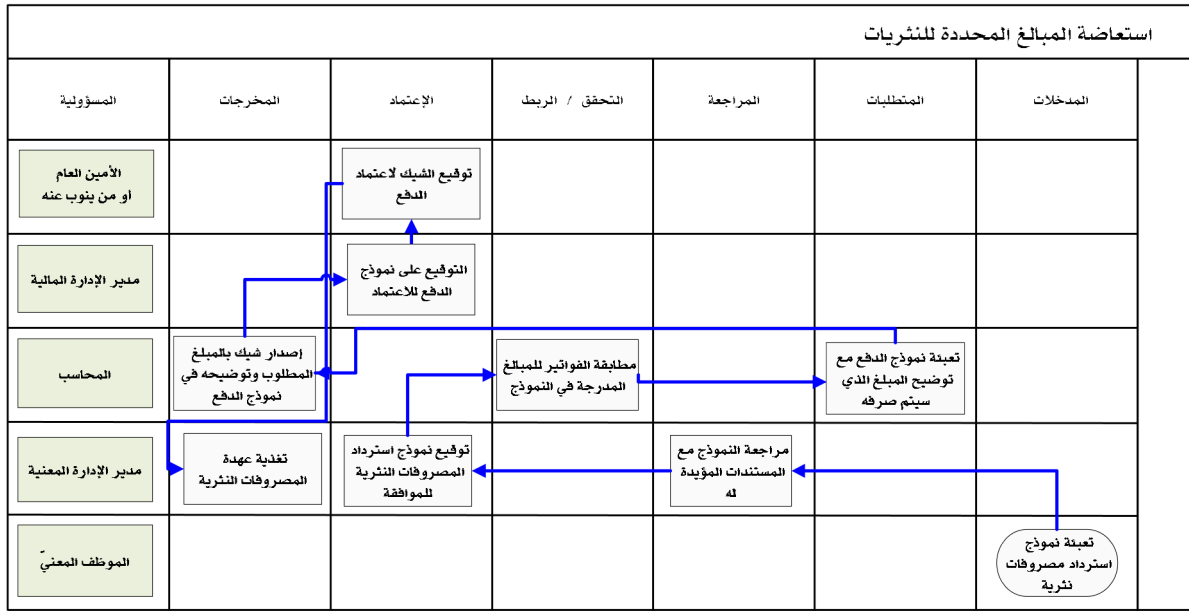 استعاضة المبالغ المحددة للنثريات
المدخلات
المتطلبات
المراجعة
التحقق / الربط
الإعتماد
المخرجات
المسؤولية
توقيع الشيك لاعتماد
الدفع
الأمين العام
او من ينوب عنه
التوقيع على نموذج
الدفع للاعتماد
مدير الإدارة المالية
تعبئة نموذج الدفع مع
توضيح المبلغ الذي
سيتم صرفه
مطابقة الفواتير للمبالغ
المدرجة في النموذج
إصدار شيك بالمبلغ
المطلوب وتوضيحه في
نموذج الدفع
المحاسب
مراجعة النموذج مع
المستندات المؤيدة
له
توقيع نموذج استرداد
المصروفات النثرية
للموافقة
تغذية عهدة
المصروفات النثرية
مدير الإدارة المعنية
تعبئة نموذج
استرداد مصروفات
نثرية
الموظف المعنيّ